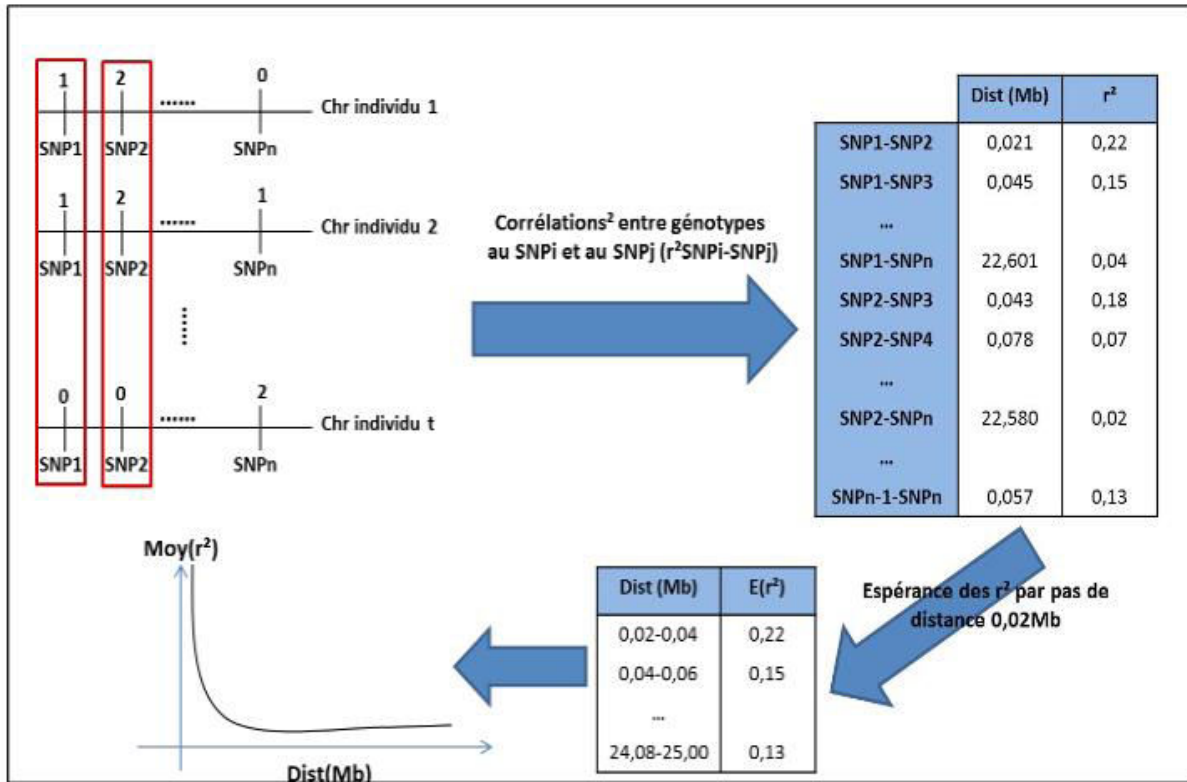 1 2 0
...... Chr individu 1
SNP1 SNP2 SNPn
1 2 1
...... Chr individu 2
SNP1 SNP2 SNPn
......
0 0 2
...... Chr individu t
SNP1 SNP2 SNPn
Corrélations² entre génotypes
au SNPi et au SNPj (r²SNPi-SNPj)
Dist (Mb) r²
SNP1-SNP2 0,021 0,22
SNP1-SNP3 0,045 0,15
...
SNP1-SNPn 22,601 0,04
SNP2-SNP3 0,043 0,18
SNP2-SNP4 0,078 0,07
...
SNP2-SNPn 22,580 0,02
...
SNPn-1-SNPn 0,057 0,13
Espérance des r² par pas de
distance 0,02Mb
Dist (Mb) E(r²)
0,02-0,04 0,22
0,04-0,06 0,15
...
24,08-25,00 0,13
Moy(r²)
Dist(Mb)